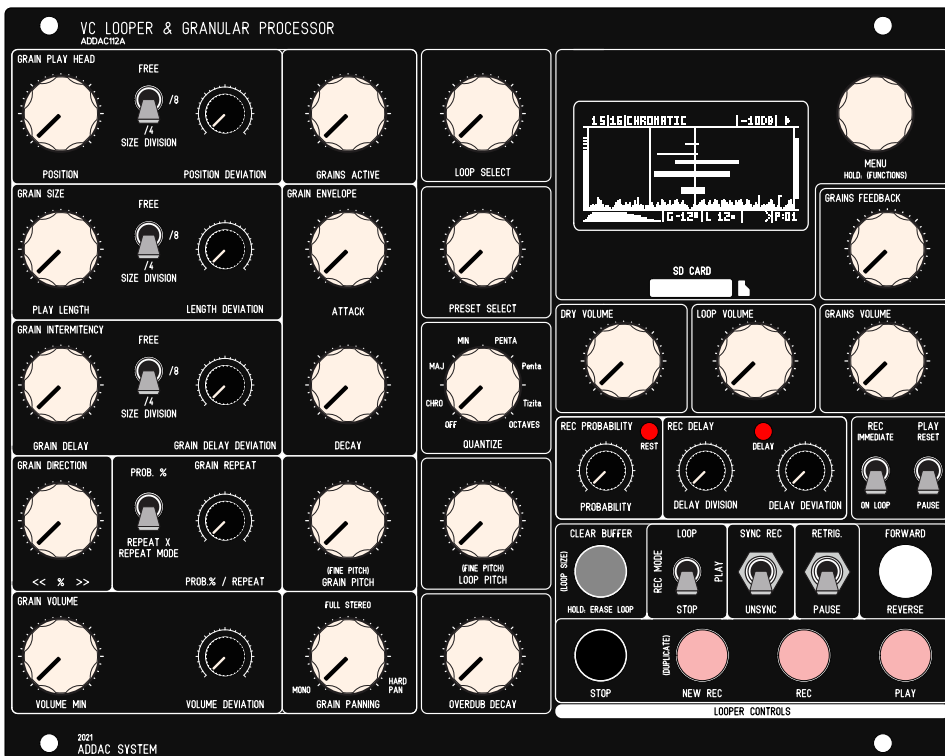 VC LOOPER & GRANULAR PROCESSOR
ADDAC112A
GRAIN PLAY HEAD
FREE
/8
/4
SIZE DIVISION
POSITION
POSITION DEVIATION
GRAINS ACTIVE
LOOP SELECT
15|16|CHROMATIC |-10DB|
|P:01
MENU
HOLD: (FUNCTIONS)
GRAIN SIZE
FREE
/8
/4
SIZE DIVISION
PLAY LENGTH
LENGTH DEVIATION
GRAIN ENVELOPE
ATTACK
PRESET SELECT
SD CARD
GRAINS FEEDBACK
GRAIN INTERMITENCY
FREE
/8
/4
SIZE DIVISION
GRAIN DELAY
GRAIN DELAY DEVIATION
DECAY
MIN
PENTA
MAJ
Penta
CHRO
Tizita
OFF
OCTAVES
QUANTIZE
DRY VOLUME
LOOP VOLUME
GRAINS VOLUME
REC PROBABILITY
REST
PROBABILITY
REC DELAY
DELAY
DELAY DIVISION
DELAY DEVIATION
REC
IMMEDIATE
ON LOOP
PLAY
RESET
PAUSE
GRAIN DIRECTION
<< % >>
PROB. %
REPEAT X
REPEAT MODE
GRAIN REPEAT
PROB.% / REPEAT
(FINE PITCH)
GRAIN PITCH
(FINE PITCH)
LOOP PITCH
CLEAR BUFFER
(LOOP SIZE)
HOLD: ERASE LOOP
LOOP
REC MODE
PLAY
STOP
SYNC REC
UNSYNC
RETRIG.
PAUSE
FORWARD
REVERSE
GRAIN VOLUME
VOLUME MIN
VOLUME DEVIATION
FULL STEREO
MONO
HARD
PAN
GRAIN PANNING
OVERDUB DECAY
STOP
(DUPLICATE)
NEW REC
REC
PLAY
LOOPER CONTROLS
2021
ADDAC SYSTEM